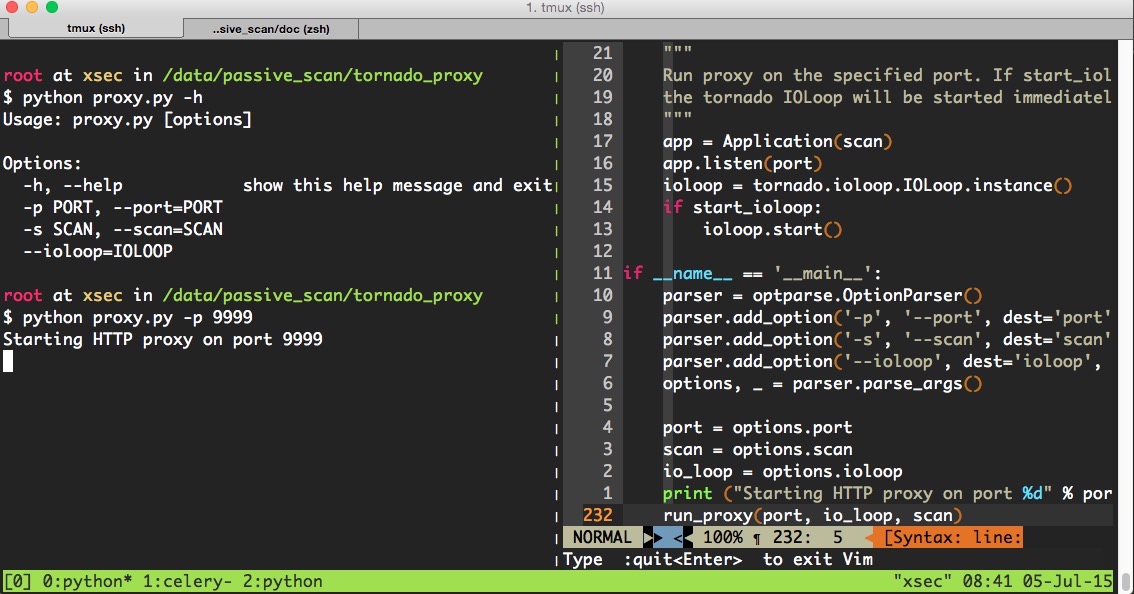 1. tmux (ssh)
tmux (ssh)
..sive_scan/doc (zsh)
root at xsec in /data/passive_scan/tornado_proxy
$ python proxy.py -h
Usage: proxy.py [options]
Options:
-h, --help show this help message and exit
-p PORT, --port=PORT
-s SCAN, --scan=SCAN
--ioloop=IOLOOP
root at xsec in /data/passive_scan/tornado_proxy
$ python proxy.py -p 9999
Starting HTTP proxy on port 9999
21 """
20 Run proxy on the specified port. If start_iol
19 the tornado IOLoop will be started immediatel
18 """
17 app = Application(scan)
16 app.listen(port)
15 ioloop = tornado.ioloop.IOLoop.instance()
14 if start_ioloop:
13 ioloop.start()
12
11 if __name__ == '__main__':
10 parser = optparse.OptionParser()
9 parser.add_option('-p', '--port', dest='port'
8 parser.add_option('-s', '--scan', dest='scan'
7 parser.add_option('--ioloop', dest='ioloop',
6 options, _ = parser.parse_args()
5
4 port = options.port
3 scan = options.scan
2 io_loop = options.ioloop
1 print ("Starting HTTP proxy on port %d" % por
232 run_proxy(port, io_loop, scan)
NORMAL < 100% ¶ 232: 5 [Syntax: line:
Type :quit<Enter> to exit Vim
[0] 0:python* 1:celery- 2:python "xsec" 08:41 05-Jul-15